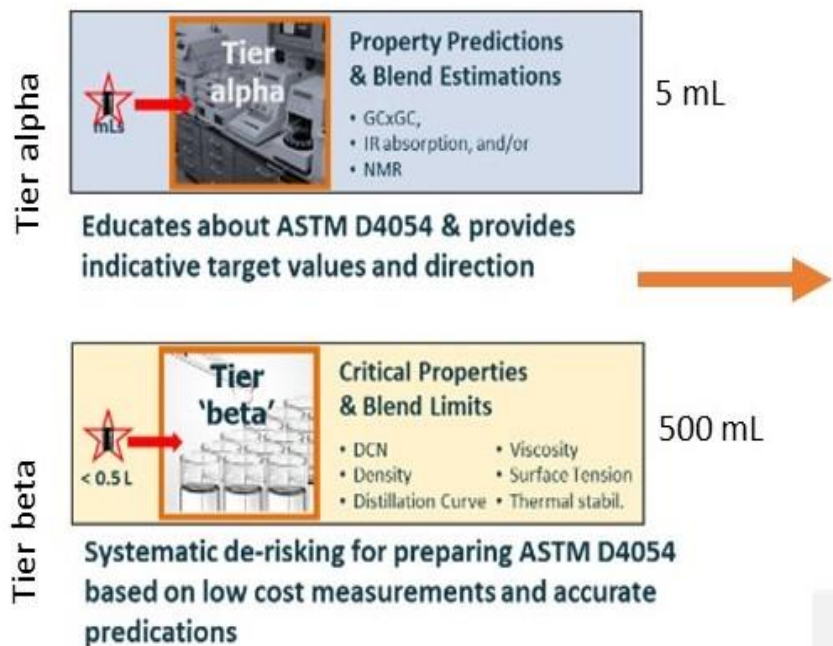 Tier alpha
mLs
Tier
alpha
Property Predictions
& Blend Estimations
• GCxGC,
• IR absorption, and/or
• NMR
5 mL
Educates about ASTM D4054 & provides
indicative target values and direction
Tier beta
< 0.5 L
Tier
‘beta’
Critical Properties
& Blend Limits
• DCN
• Density
• Distillation Curve
• Viscosity
• Surface Tension
• Thermal stabil.
500 mL
Systematic de-risking for preparing ASTM D4054
based on low cost measurements and accurate
predications